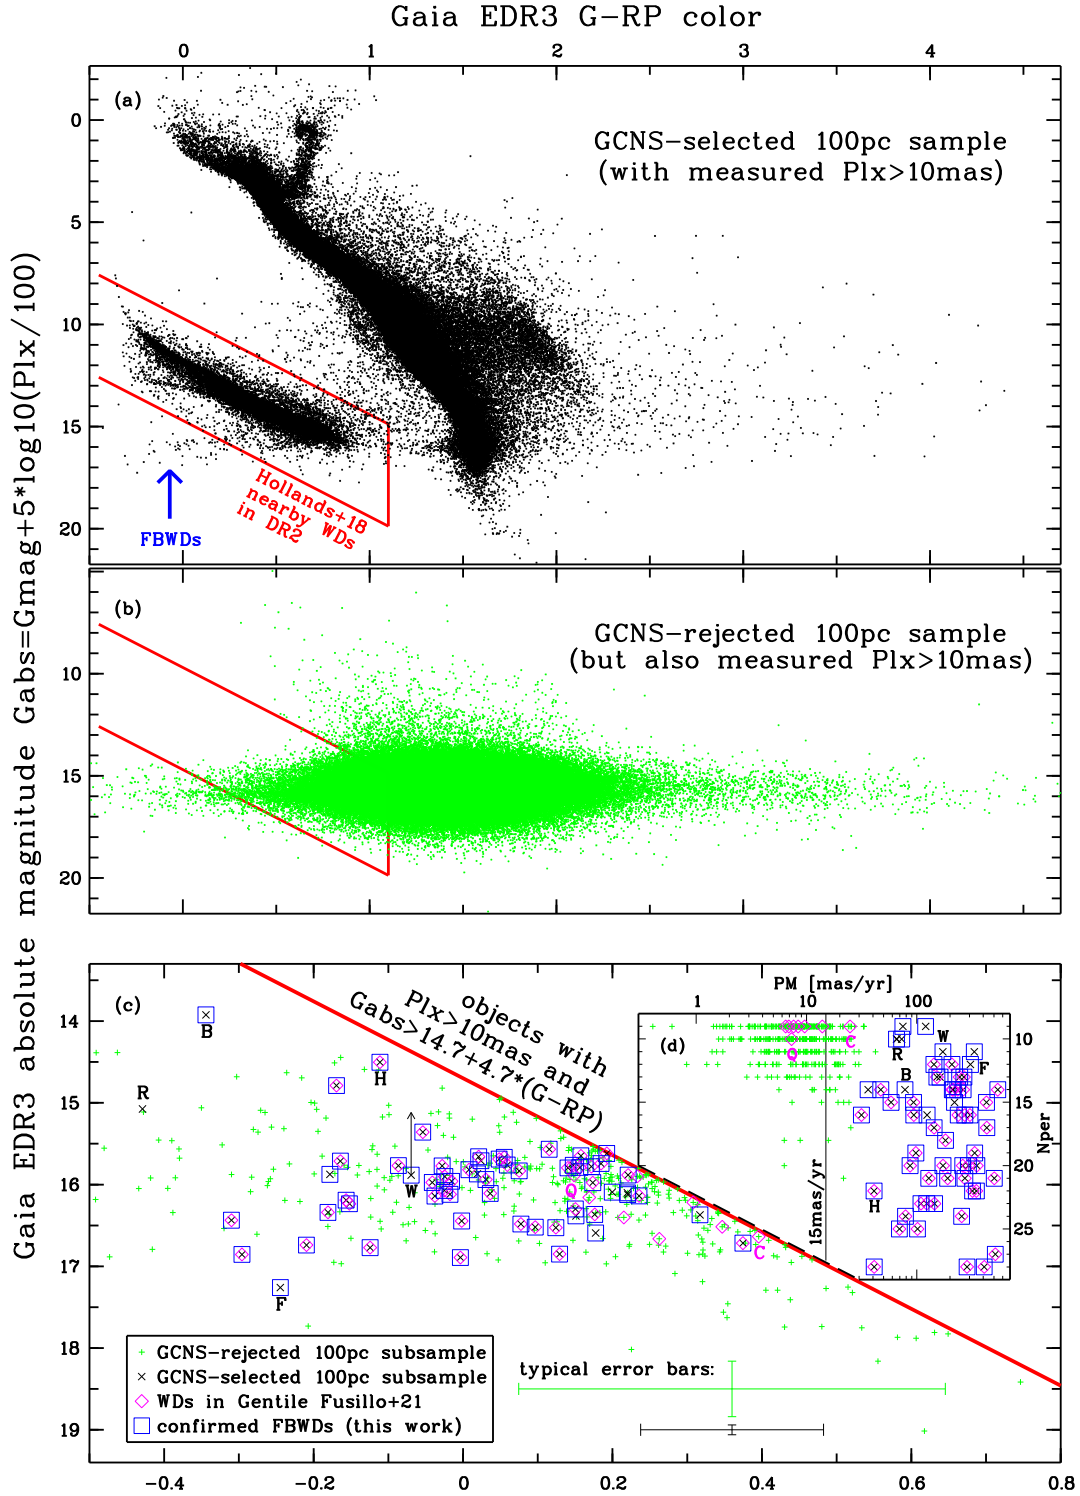 Gaia EDR3 G-RP color
0 1 2 3 4
(a)
GCNS-selected 100pc sample
(with measured Plx>10mas)
0
5
10
15
20
Hollands+18
nearby WDs
in DR2
FBWDs
Gaia EDR3 absolute magnitude Gabs=Gmag+5*log10(Plx/100)
(b)
GCNS-rejected 100pc sample
(but also measured Plx>10mas)
10
15
20
(c)
objects with
Plx>10mas and
Gabs>14.7+4.7*(G-RP)
14
15
16
17
18
19
B
R
H
W
F
Q
C
PM [mas/yr]
1 10 100
(d)
Q
C
R
B
W
F
H
15mas/yr
10
15
20
25
Nper
typical error bars:
GCNS-rejected 100pc subsample
GCNS-selected 100pc subsample
WDs in Gentile Fusillo+21
confirmed FBWDs (this work)
-0.4 -0.2 0 0.2 0.4 0.6 0.8